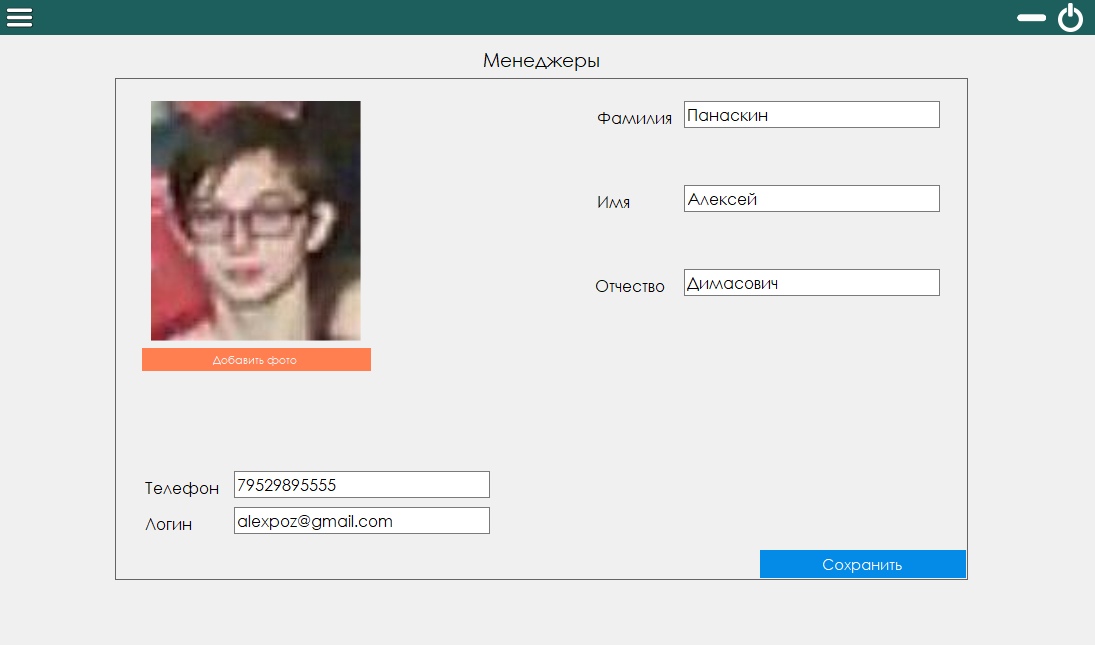 Менеджеры
Фамилия Панаскин
Имя Алексей
Отчество Димасович
Добавить фото
Телефон 79529895555
Логин alexpoz@gmail.com
Сохранить